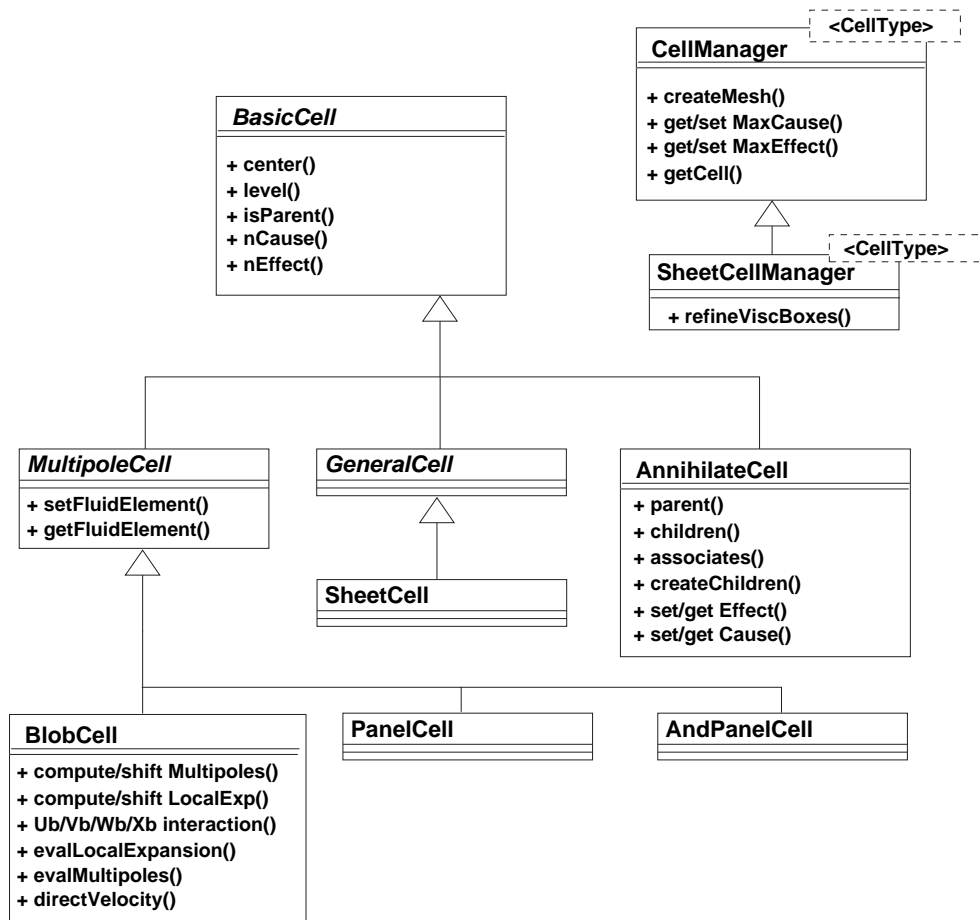 <CellType>
CellManager
+ createMesh()
+ get/set MaxCause()
+ get/set MaxEffect()
+ getCell()
BasicCell
+ center()
+ level()
+ isParent()
+ nCause()
+ nEffect()
<CellType>
SheetCellManager
+ refineViscBoxes()
MultipoleCell
+ setFluidElement()
+ getFluidElement()
GeneralCell
SheetCell
AnnihilateCell
+ parent()
+ children()
+ associates()
+ createChildren()
+ set/get Effect()
+ set/get Cause()
BlobCell
+ compute/shift Multipoles()
+ compute/shift LocalExp()
+ Ub/Vb/Wb/Xb interaction()
+ evalLocalExpansion()
+ evalMultipoles()
+ directVelocity()
PanelCell
AndPanelCell